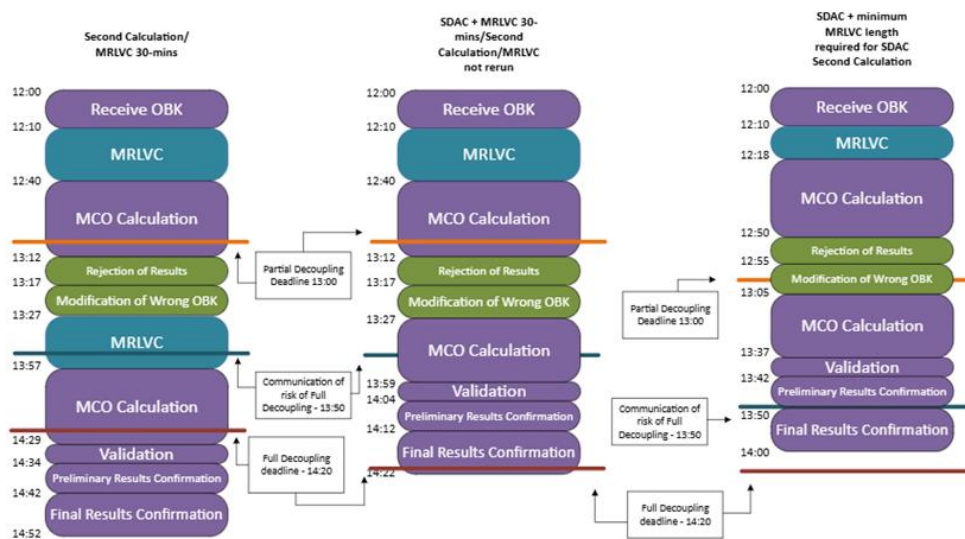 Second Calculation/
MRLVC 30-mins
12:00
Receive OBK
12:10
MRLVC
12:40
MCO Calculation
13:12
Rejection of Results
13:17
Modification of Wrong OBK
13:27
MRLVC
13:57
MCO Calculation
14:29
Validation
14:34
Preliminary Results Confirmation
14:42
Final Results Confirmation
14:52
Partial Decoupling
Deadline 13:00
Communication of
risk of Full
Decoupling - 13:50
Full Decoupling
deadline - 14:20
SDAC + MRLVC 30-
mins/Second
Calculation/MRLVC
not rerun
12:00
Receive OBK
12:10
MRLVC
12:40
MCO Calculation
13:12
Rejection of Results
13:17
Modification of Wrong OBK
13:27
MCO Calculation
13:59
Validation
14:04
Preliminary Results Confirmation
14:12
Final Results Confirmation
14:22
Partial Decoupling
Deadline 13:00
Communication of
risk of Full
Decoupling - 13:50
Full Decoupling
deadline - 14:20
SDAC + minimum
MRLVC length
required for SDAC
Second Calculation
12:00
Receive OBK
12:10
MRLVC
12:18
MCO Calculation
12:50
Rejection of Results
12:55
Modification of Wrong OBK
13:05
MCO Calculation
13:37
Validation
13:42
Preliminary Results Confirmation
13:50
Final Results Confirmation
14:00